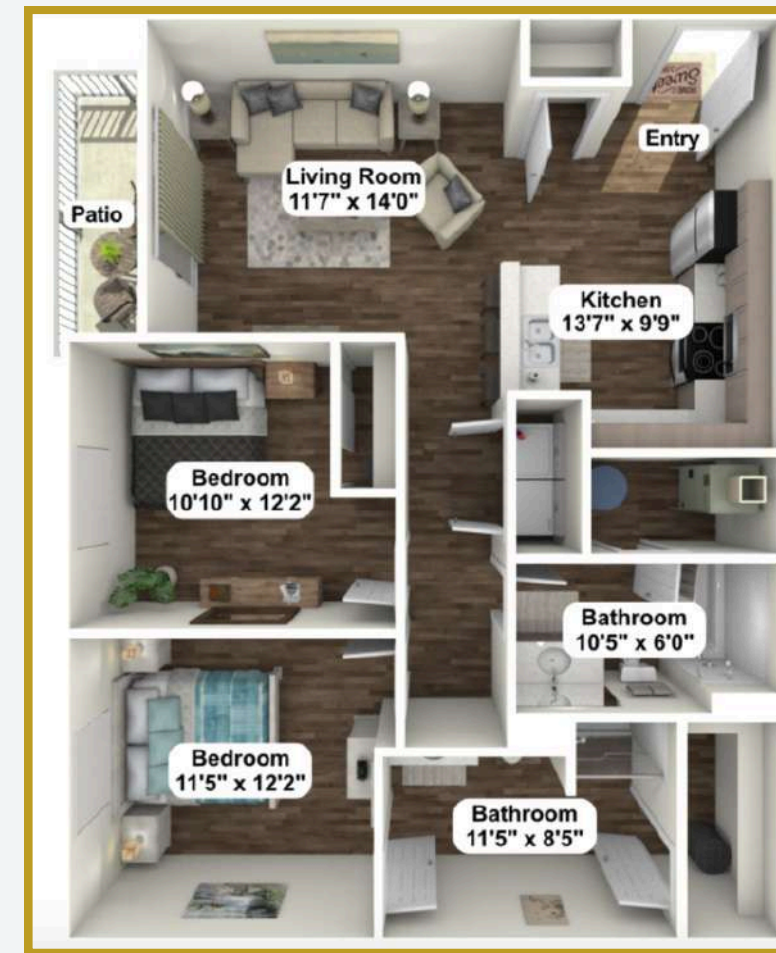 Entry
Living Room
11'7" x 14'0"
Patio
Kitchen
13'7" x 9'9"
Bedroom
10'10" x 12'2"
Bathroom
10'5" x 6'0"
Bedroom
11'5" x 12'2"
Bathroom
11'5" x 8'5"
Sweet